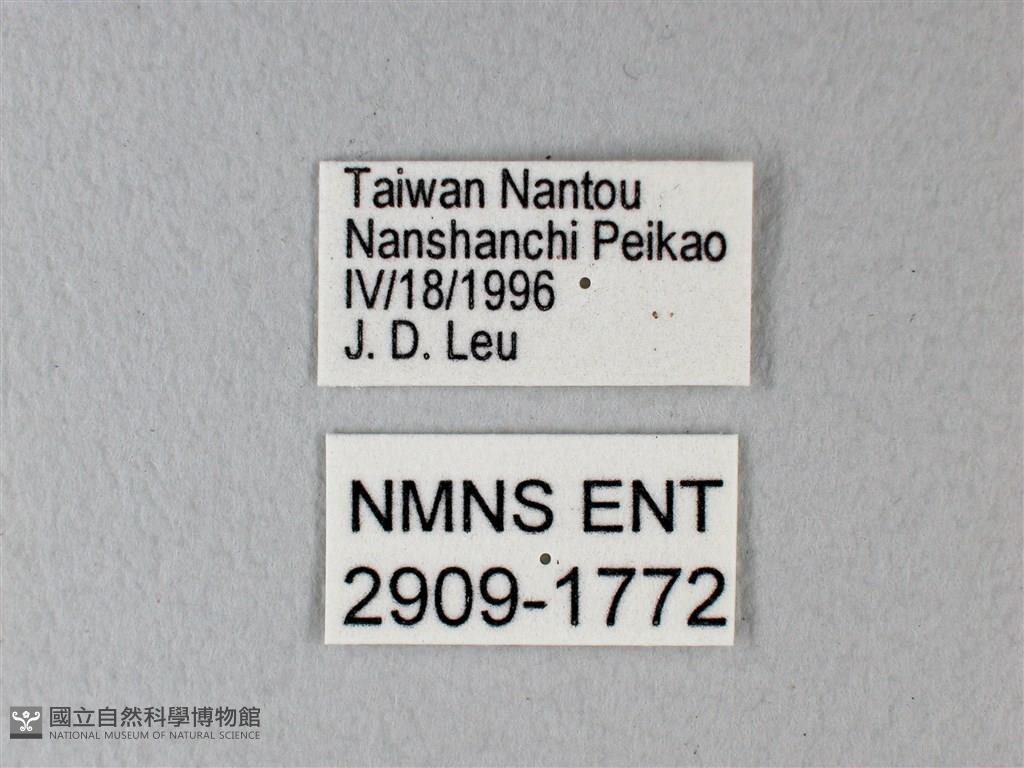 Taiwan Nantou
Nanshanchi Peikao
IV/18/1996
J. D. Leu
NMNS ENT
2909-1772
國立自然科學博物館
NATIONAL MUSEUM OF NATURAL SCIENCE